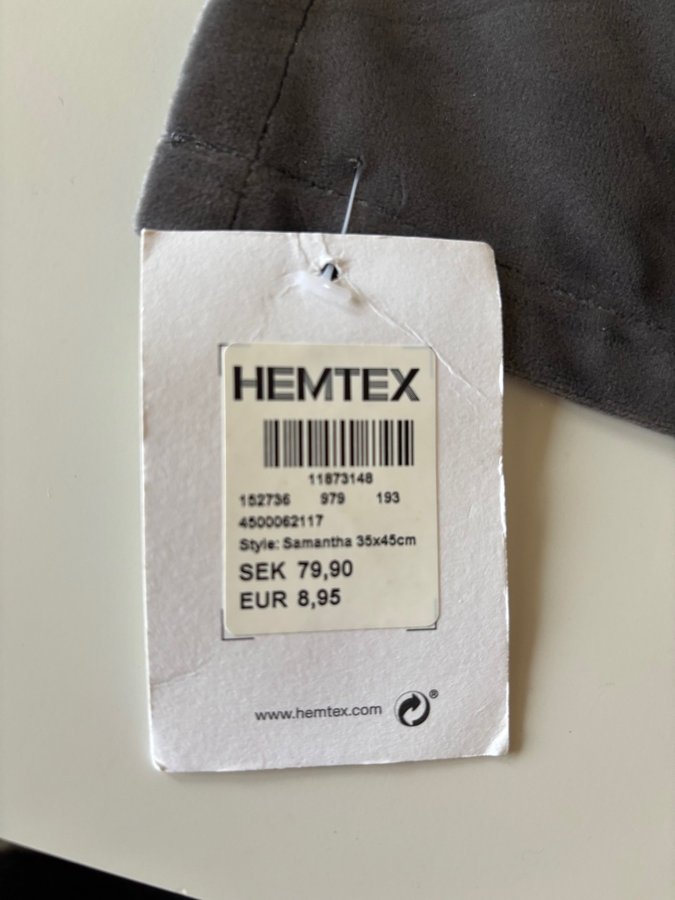 HEMTEX
11873148
152736 979 193
4500062117
Style: Samantha 35x45cm
SEK 79,90
EUR 8,95
www.hemtex.com ®